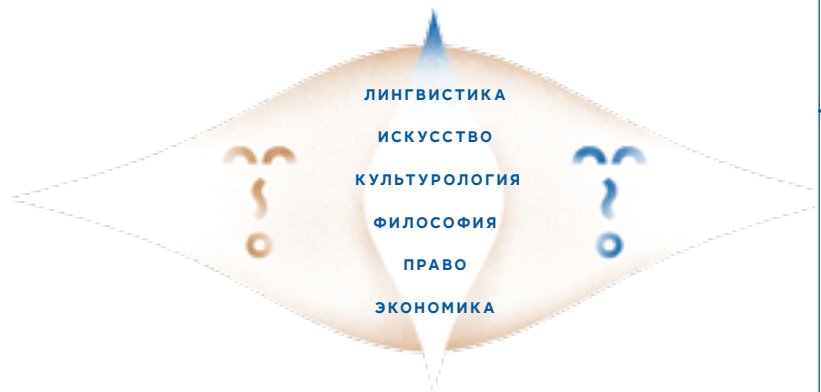 ЛИНГВИСТИКА
ИСКУССТВО
КУЛЬТУРОЛОГИЯ
ФИЛОСОФИЯ
ПРАВО
ЭКОНОМИКА